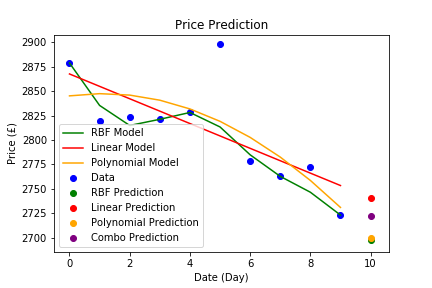 Price Prediction
2900
2875
2850
2825
2800
2775
2750
2725
2700
Price (£)
RBF Model
Linear Model
Polynomial Model
Data
RBF Prediction
Linear Prediction
Polynomial Prediction
Combo Prediction
0 2 4 6 8 10
Date (Day)